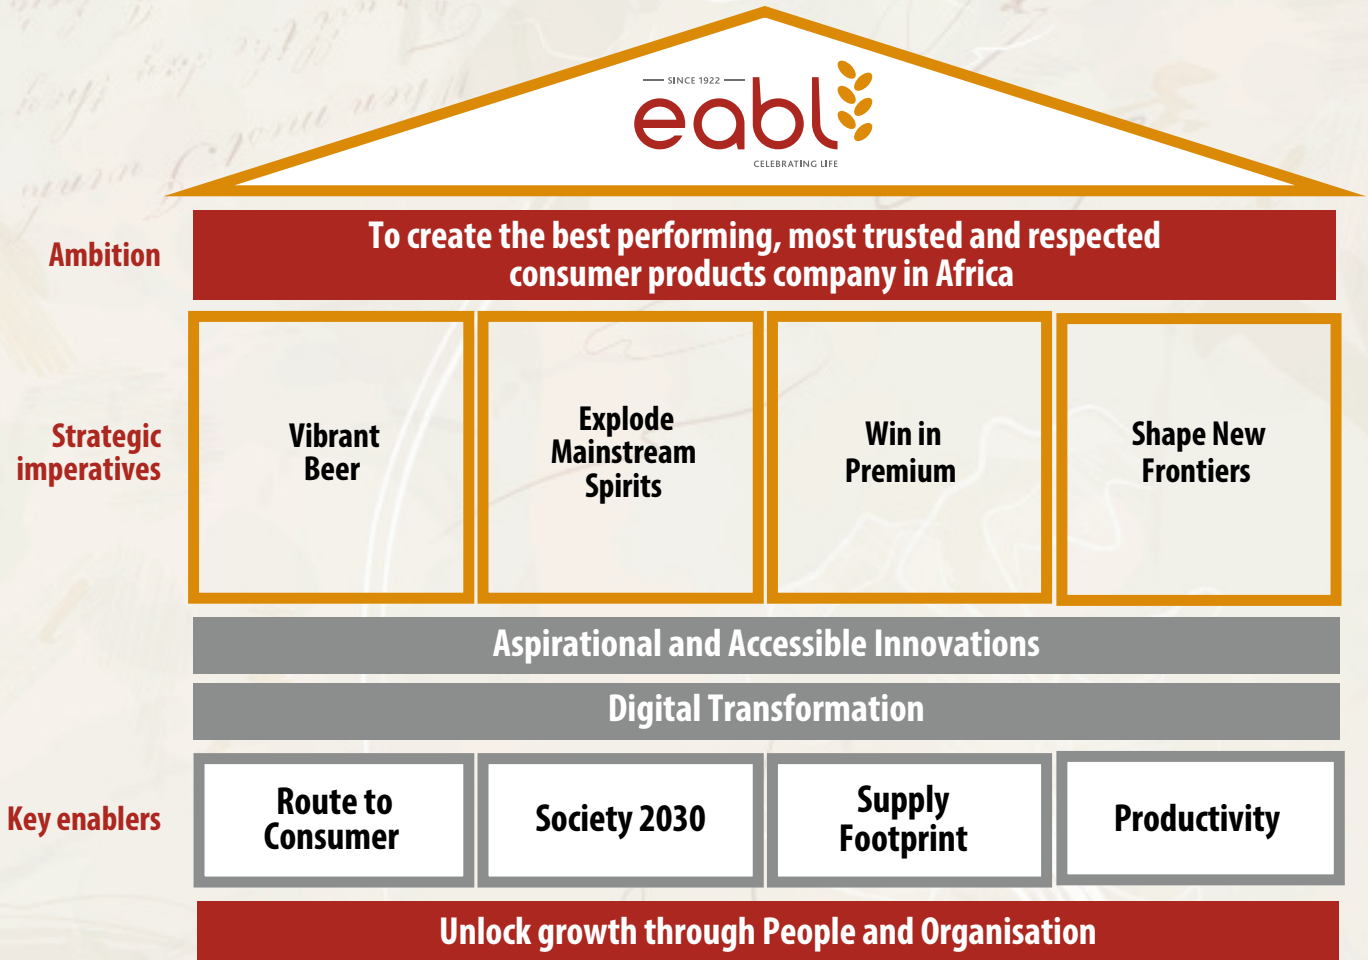 SINCE 1922
eabl
CELEBRATING LIFE
Ambition
To create the best performing, most trusted and respected
consumer products company in Africa
Strategic
imperatives
Vibrant
Beer
Explode
Mainstream
Spirits
Win in
Premium
Shape New
Frontiers
Aspirational and Accessible Innovations
Digital Transformation
Key enablers
Route to
Consumer
Society 2030
Supply
Footprint
Productivity
Unlock growth through People and Organisation